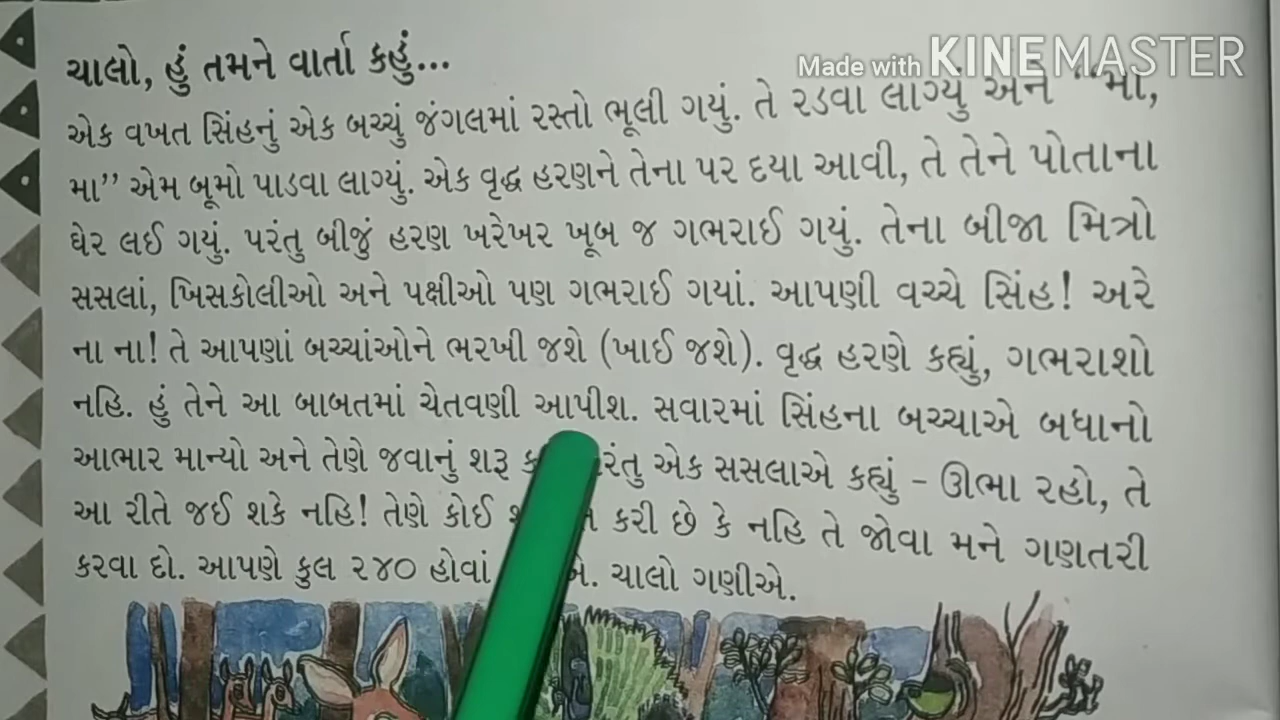 Made with KINEMASTER
ચાલો, હું તમને વાર્તા કહું...
એક વખત સિંહનું એક બચ્ચું જંગલમાં રસ્તો ભૂલી ગયું. તે રડવા લાગ્યું અને “મા,
મા” એમ બૂમો પાડવા લાગ્યું. એક વૃદ્ધ હરણને તેના પર દયા આવી, તે તેને પોતાના
ઘેર લઈ ગયું. પરંતુ બીજું હરણ ખરેખર ખૂબ જ ગભરાઈ ગયું. તેના બીજા મિત્રો
સસલાં, ખિસકોલીઓ અને પક્ષીઓ પણ ગભરાઈ ગયાં. આપણી વચ્ચે સિંહ! અરે
ના ના! તે આપણાં બચ્ચાંઓને ભરખી જશે (ખાઈ જશે). વૃદ્ધ હરણે કહ્યું, ગભરાશો
નહિ. હું તેને આ બાબતમાં ચેતવણી આપીશ. સવારમાં સિંહના બચ્ચાએ બધાનો
આભાર માન્યો અને તેણે જવાનું શરૂ એક સસલાએ કહ્યું - ઊભા રહો, તે
આ રીતે જઈ શકે નહિ! તેણે કોઈ કરી છે કે નહિ તે જોવા મને ગણતરી
કરવા દો. આપણે કુલ ૨૪૦ હોવાં ચાલો ગણીએ.